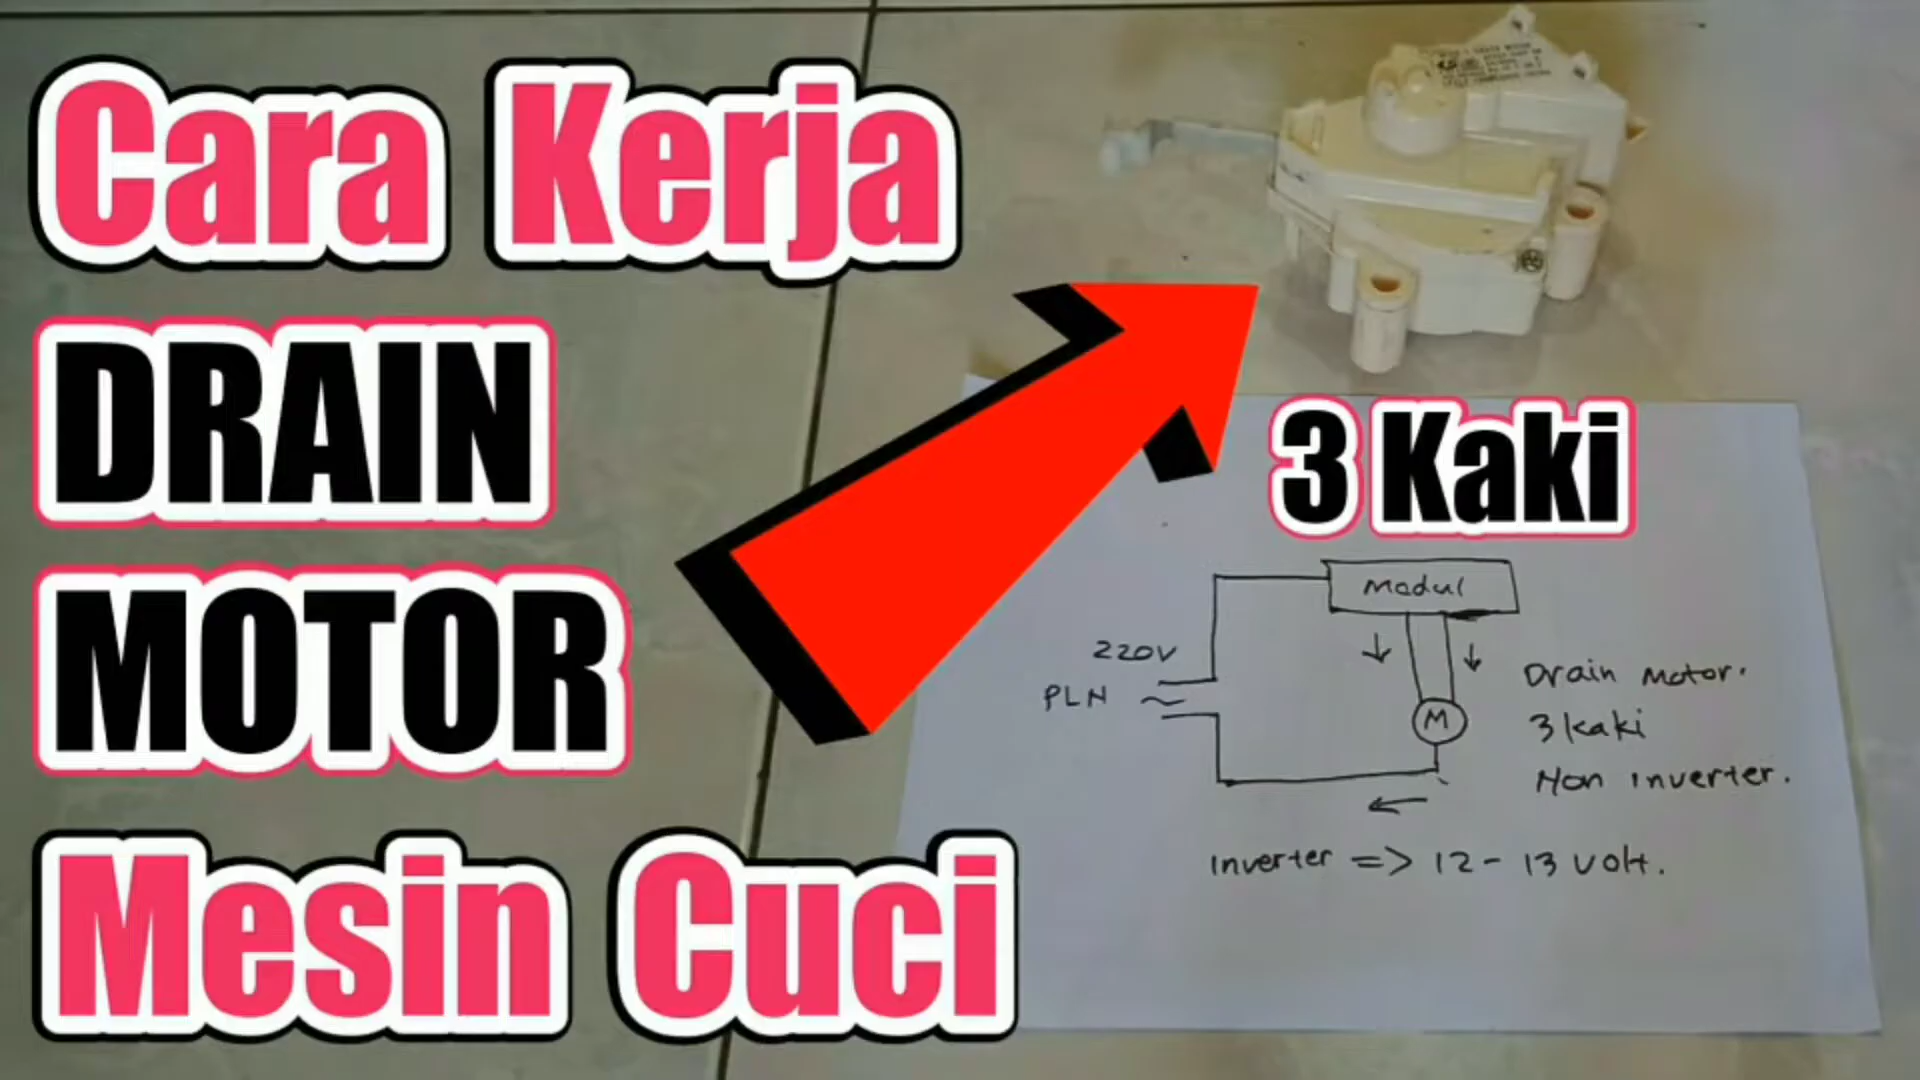 Cara Kerja
DRAIN
MOTOR
Mesin Cuci
3 Kaki
Modul
220V
PLN
M
Drain Motor.
3 kaki
Non inverter.
Inverter => 12 - 13 Volt.